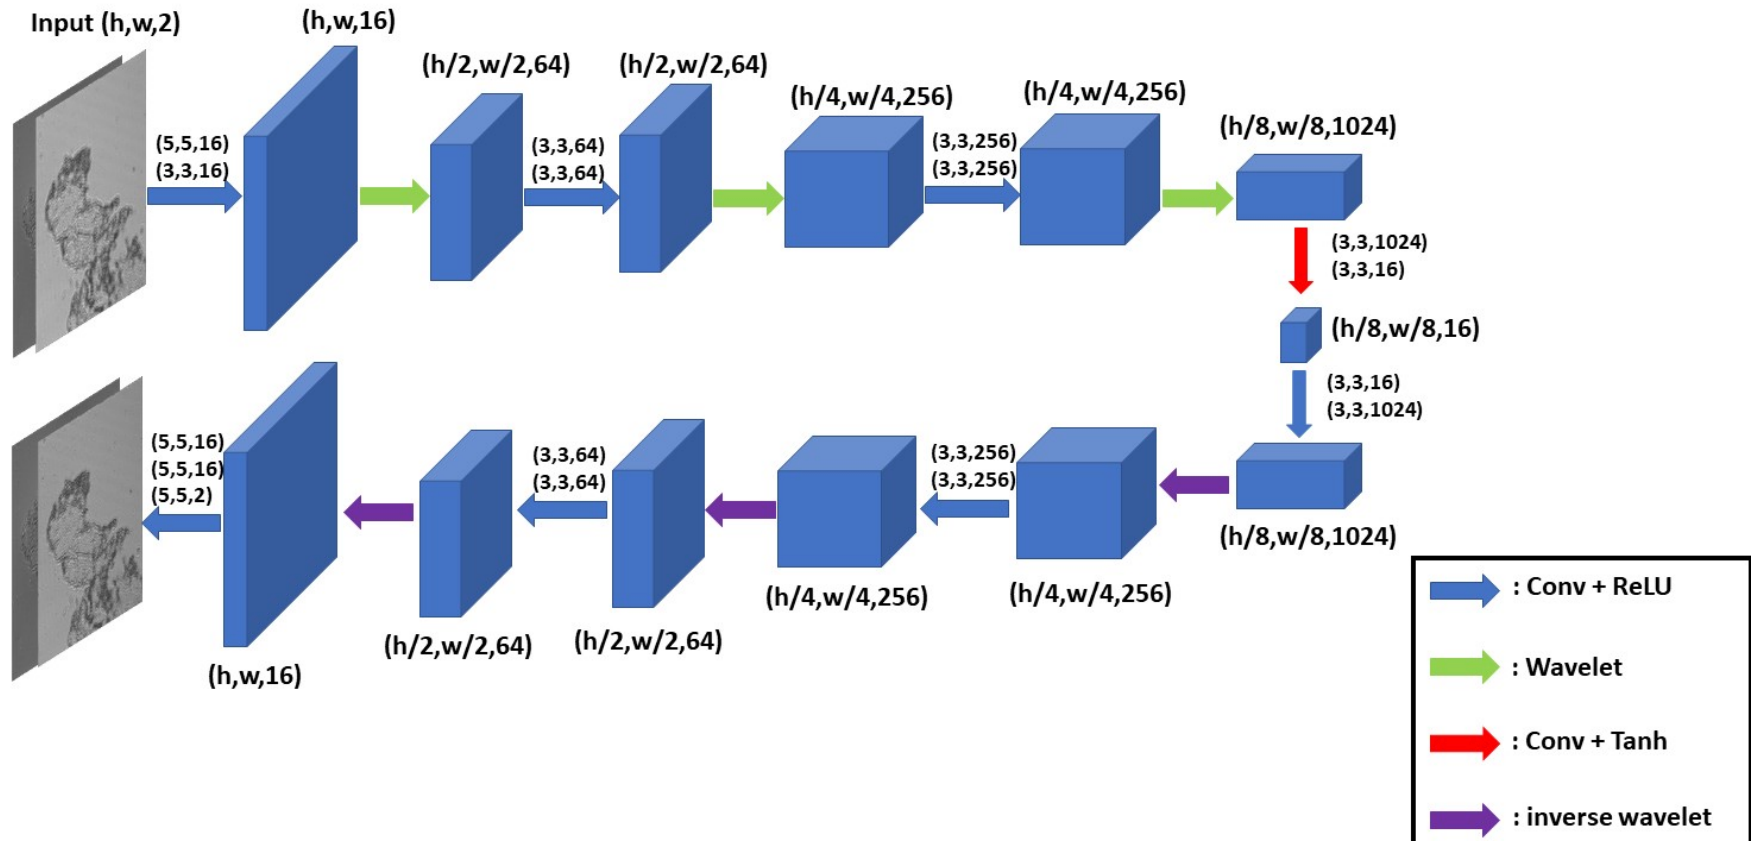 Input (h,w,2)
(h,w,16)
(h/2,w/2,64)
(h/2,w/2,64)
(h/4,w/4,256)
(h/4,w/4,256)
(h/8,w/8,1024)
(5,5,16)
(3,3,16)
(3,3,64)
(3,3,64)
(3,3,256)
(3,3,256)
(3,3,1024)
(3,3,16)
(h/8,w/8,16)
(3,3,16)
(3,3,1024)
(5,5,16)
(5,5,16)
(5,5,2)
(3,3,64)
(3,3,64)
(3,3,256)
(3,3,256)
(h,w,16)
(h/2,w/2,64)
(h/2,w/2,64)
(h/4,w/4,256)
(h/4,w/4,256)
(h/8,w/8,1024)
: Conv + ReLU
: Wavelet
: Conv + Tanh
: inverse wavelet